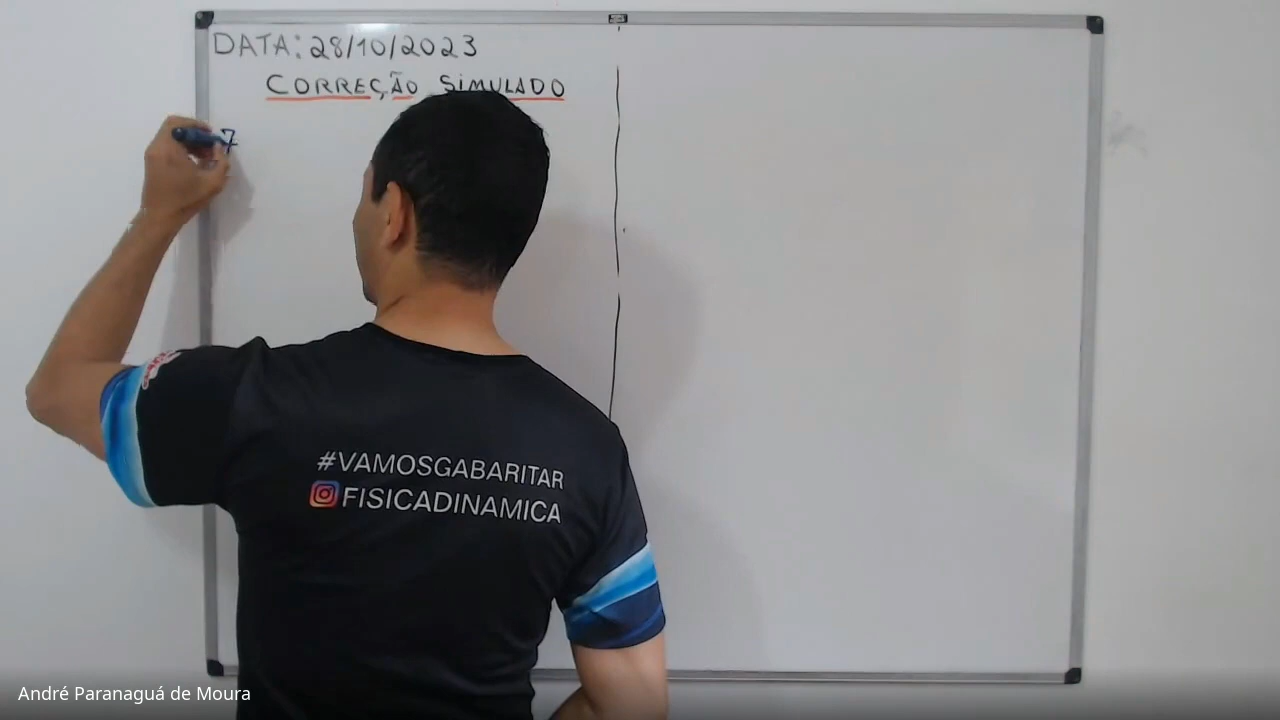 DATA: 28/10/2023
CORREÇÃO SIMULADO
7
#VAMOSGABARITAR
FISICADINAMICA
André Paranaguá de Moura